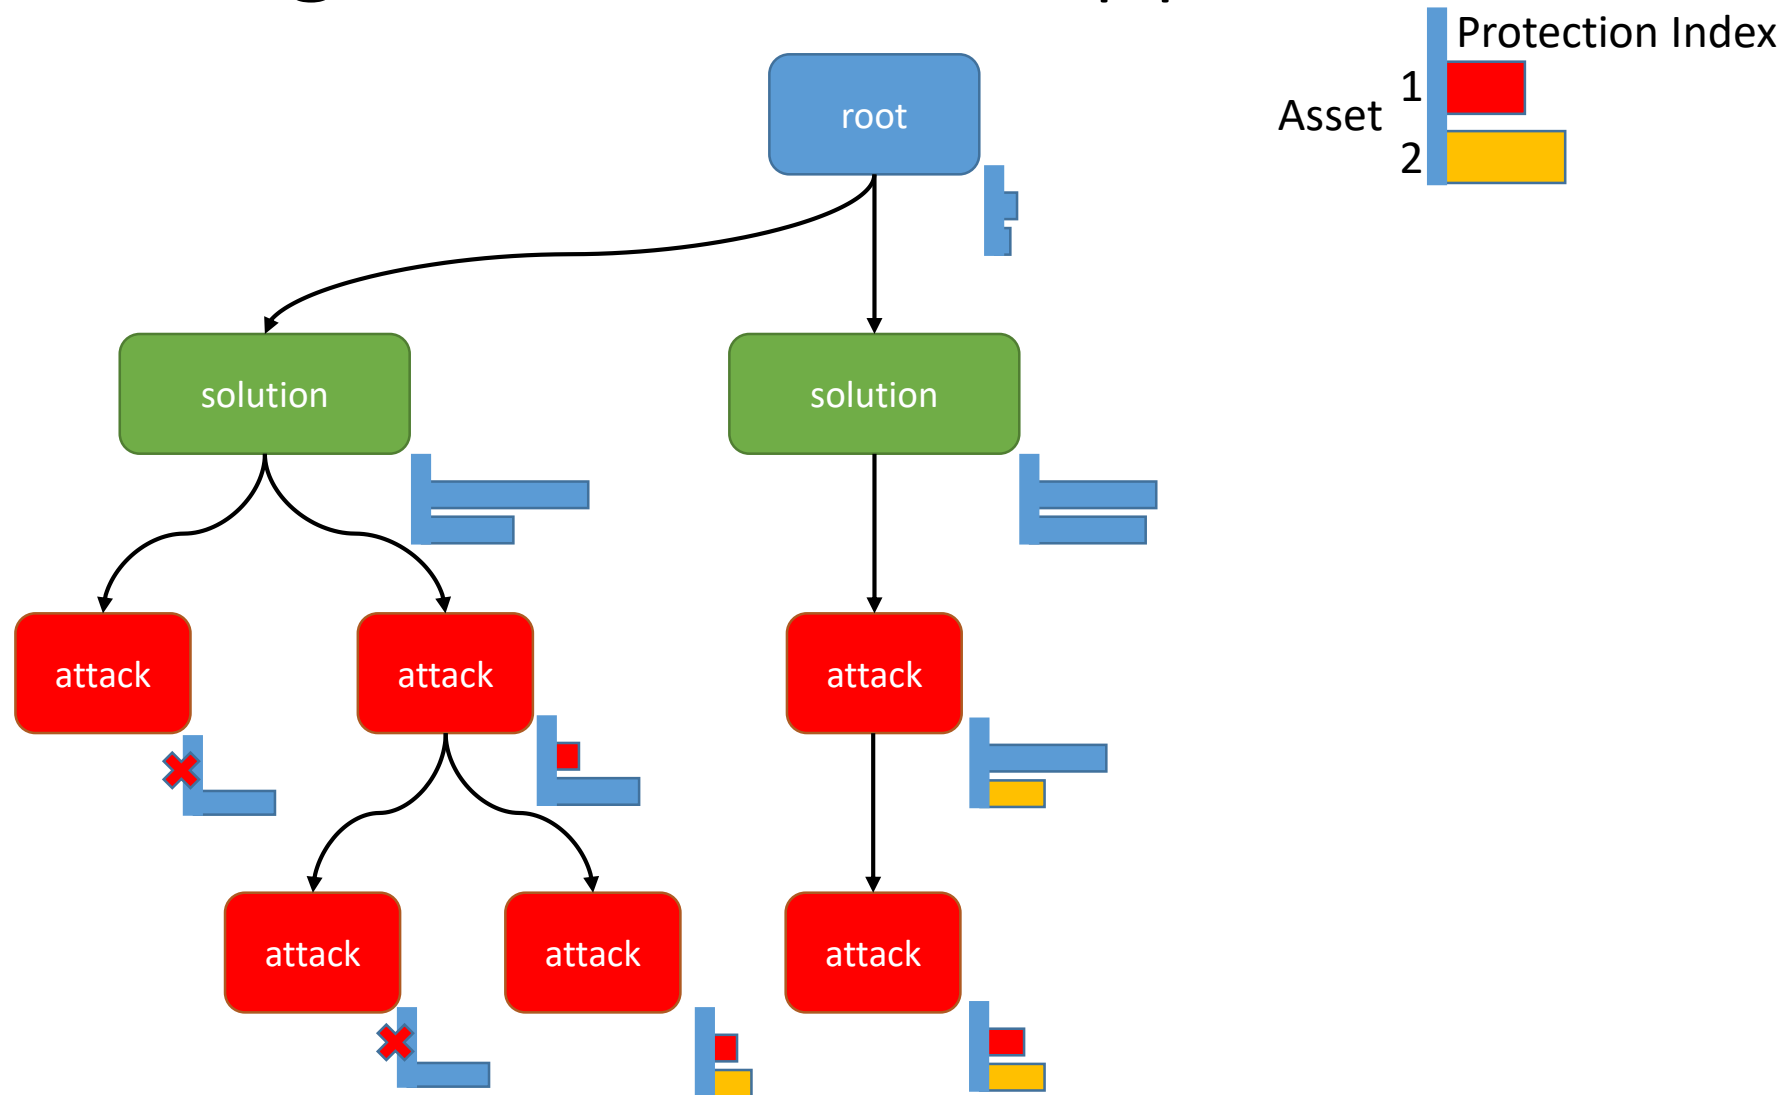 Protection Index
root
1
Asset
2
solution
solution
attack
attack
attack
attack
attack
attack